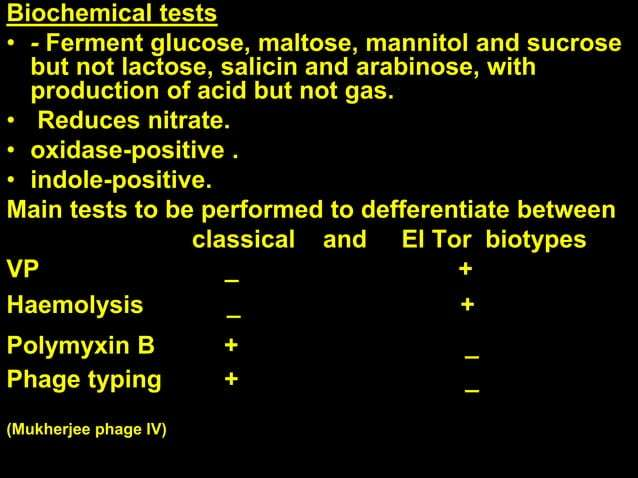 Biochemical tests
• - Ferment glucose, maltose, mannitol and sucrose
but not lactose, salicin and arabinose, with
production of acid but not gas.
• Reduces nitrate.
• oxidase-positive .
• indole-positive.
Main tests to be performed to defferentiate between
classical and El Tor biotypes
VP _ +
Haemolysis _ +
Polymyxin B + _
Phage typing + _
(Mukherjee phage IV)